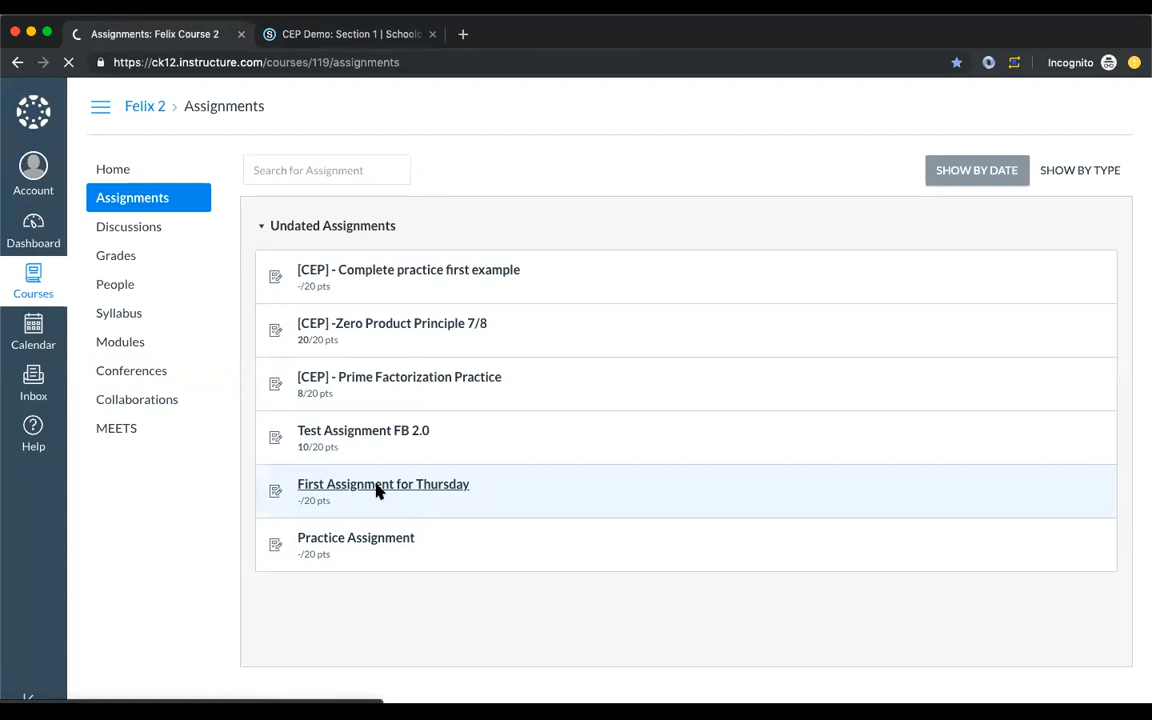 Assignments: Felix Course 2
CEP Demo: Section 1 | Schoolo
https://ck12.instructure.com/courses/119/assignments
Incognito
Felix 2 › Assignments
Account
Dashboard
Courses
Calendar
Inbox
Help
Home
Assignments
Discussions
Grades
People
Syllabus
Modules
Conferences
Collaborations
MEETS
Search for Assignment
SHOW BY DATE
SHOW BY TYPE
Undated Assignments
[CEP] - Complete practice first example
-/20 pts
[CEP] -Zero Product Principle 7/8
20/20 pts
[CEP] - Prime Factorization Practice
8/20 pts
Test Assignment FB 2.0
10/20 pts
First Assignment for Thursday
-/20 pts
Practice Assignment
-/20 pts